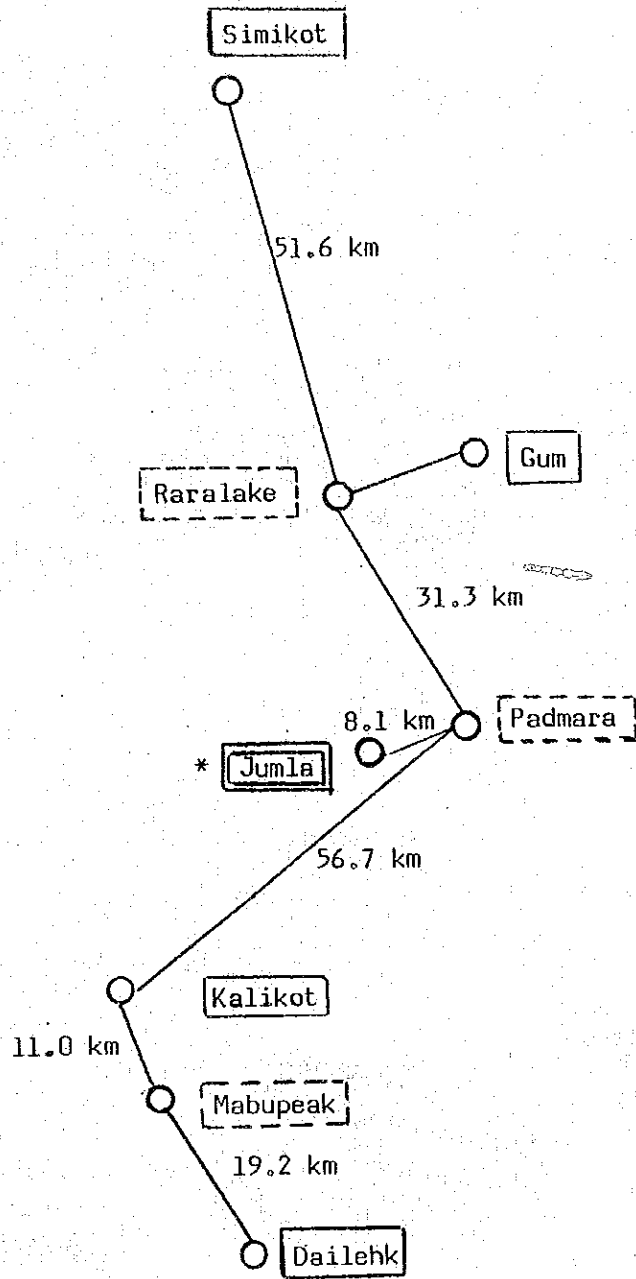 Simikot
51.6 km
Gum
Raralake
31.3 km
8.1 km
Padmara
* Jumla
56.7 km
Kalikot
11.0 km
Mabupeak
19.2 km
Dailehk